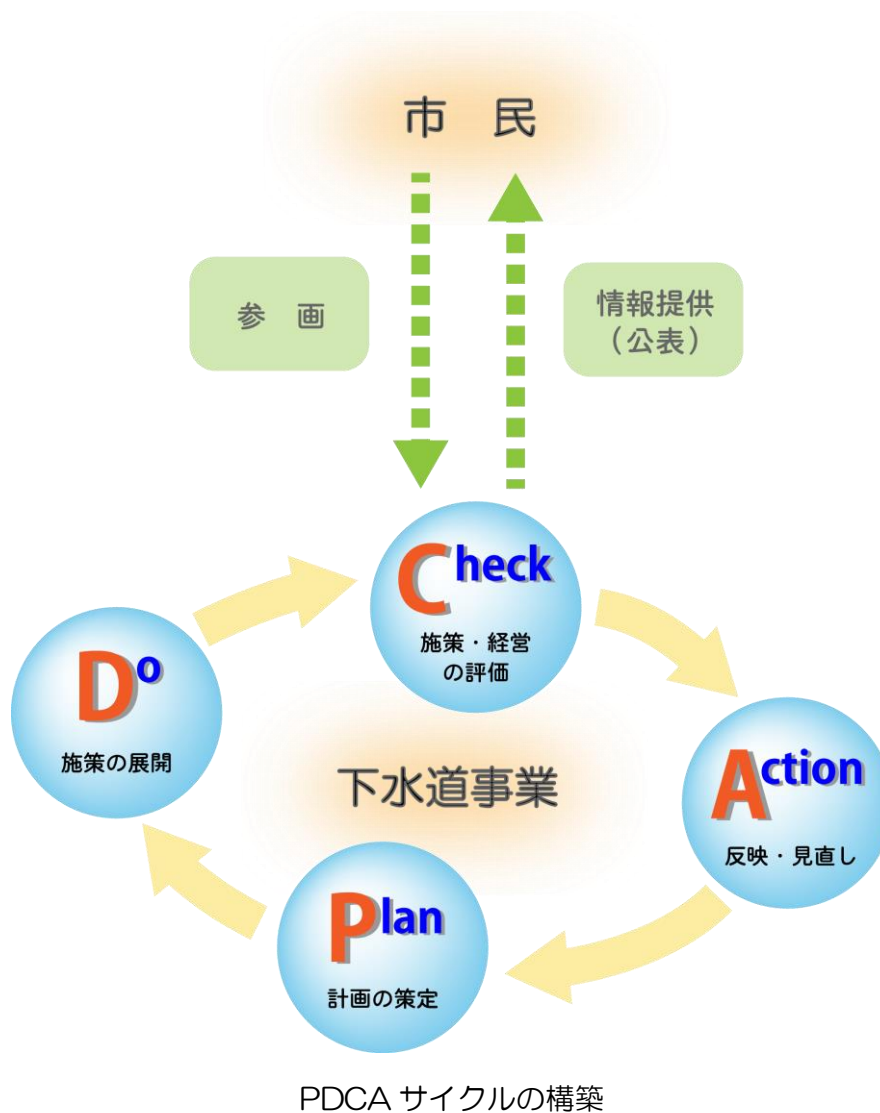 市　民
参　画
情報提供
（公表）
Check
施策・経営
の評価
Do
施策の展開
Action
反映・見直し
下水道事業
Plan
計画の策定
PDCA サイクルの構築